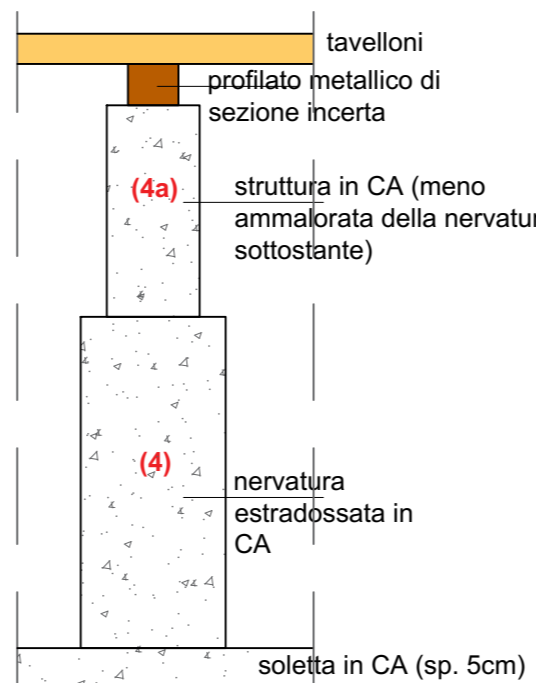 tavelloni
profilato metallico di
sezione incerta
(4a)
struttura in CA (meno
ammalorata della nervatur
sottostante)
(4)
nervatura
estradossata in
CA
soletta in CA (sp. 5cm)